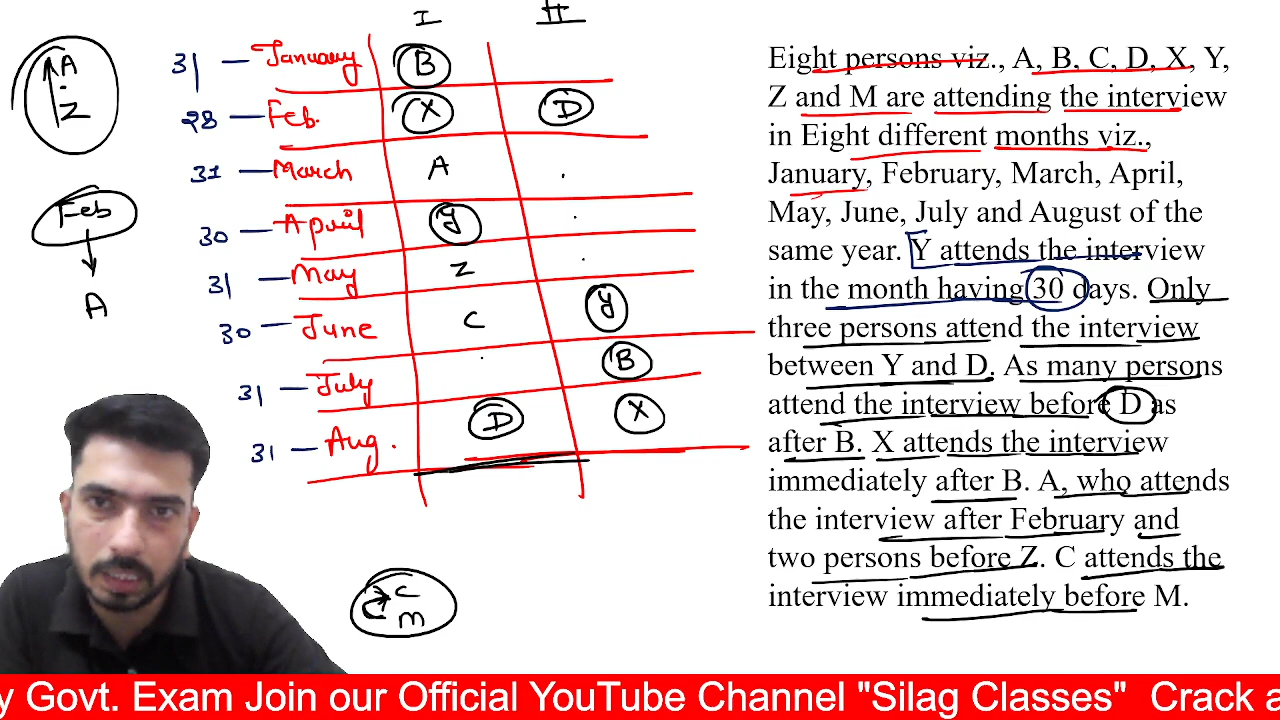 I II
31 — January B
28 — Feb. X D
31 — March A
30 — April Y
31 — May Z
30 — June C Y
31 — July B
31 — Aug. D X
A
Z
Feb
A
C
M
Eight persons viz., A, B, C, D, X, Y,
Z and M are attending the interview
in Eight different months viz.,
January, February, March, April,
May, June, July and August of the
same year. Y attends the interview
in the month having 30 days. Only
three persons attend the interview
between Y and D. As many persons
attend the interview before D as
after B. X attends the interview
immediately after B. A, who attends
the interview after February and
two persons before Z. C attends the
interview immediately before M.
y Govt. Exam Join our Official YouTube Channel "Silag Classes" Crack a